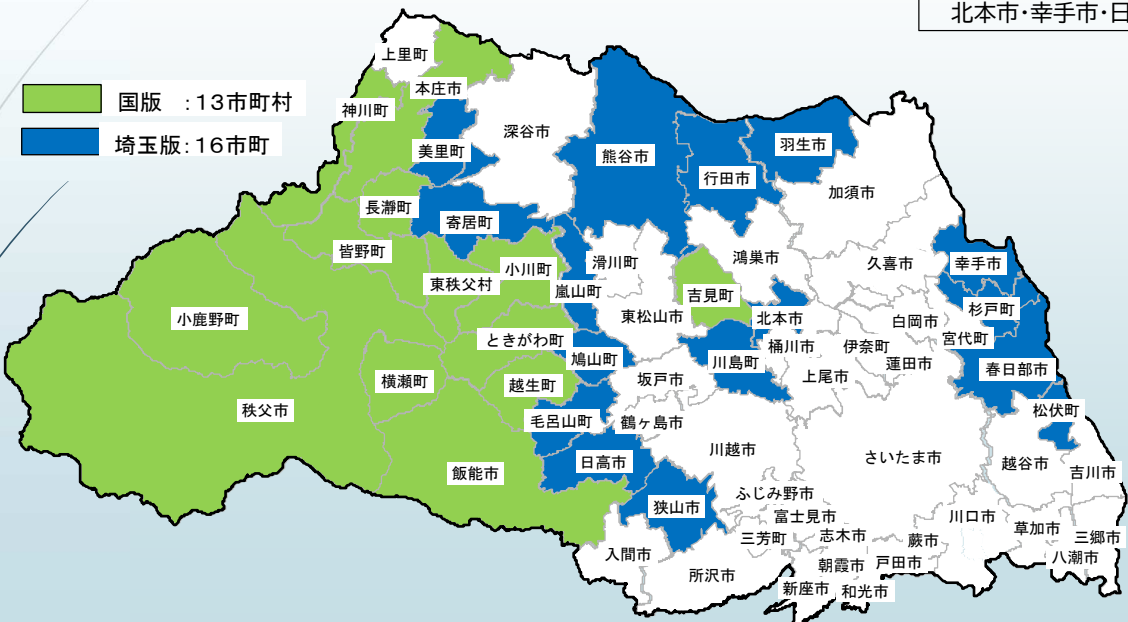 北本市・幸手市・日
国版 ：13市町村
埼玉版：16市町
上里町
本庄市
神川町
深谷市
美里町
熊谷市
羽生市
行田市
加須市
長瀞町
寄居町
皆野町
滑川町
鴻巣市
久喜市
幸手市
小川町
東秩父村
嵐山町
吉見町
杉戸町
小鹿野町
東松山市
北本市
白岡市
宮代町
ときがわ町
桶川市
伊奈町
鳩山町
川島町
蓮田市
春日部市
横瀬町
越生町
坂戸市
上尾市
秩父市
毛呂山町
鶴ヶ島市
松伏町
川越市
さいたま市
日高市
越谷市
吉川市
飯能市
ふじみ野市
狭山市
富士見市
川口市
草加市
三芳町
志木市
蕨市
三郷市
入間市
所沢市
朝霞市
戸田市
八潮市
新座市
和光市